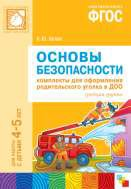 ФГОС
К.Ю. Белая
ОСНОВЫ
БЕЗОПАСНОСТИ
комплекты для оформления
родительского уголка в ДОО
средняя группа
ДЛЯ РАБОТЫ С ДЕТЬМИ 4-5 ЛЕТ